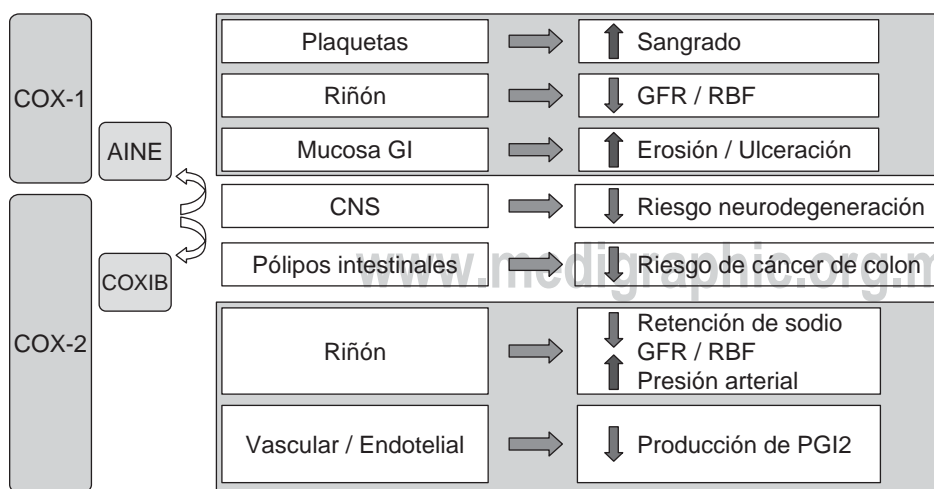 COX-1
AINE
COXIB
COX-2
Plaquetas
Sangrado
Riñón
GFR / RBF
Mucosa GI
Erosión / Ulceración
CNS
Riesgo neurodegeneración
Pólipos intestinales
Riesgo de cáncer de colon
www.medigraphic.org.m
Riñón
Retención de sodio
GFR / RBF
Presión arterial
Vascular / Endotelial
Producción de PGI2